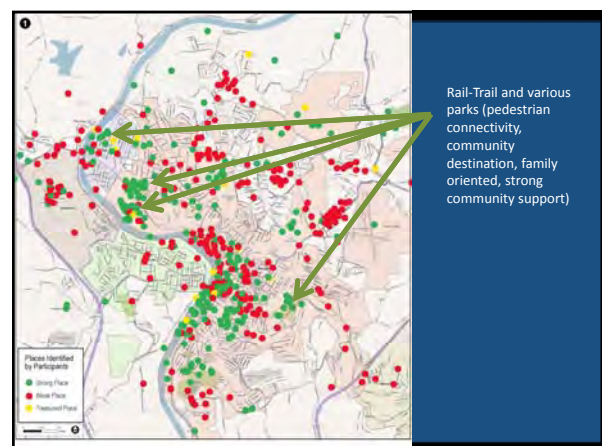 1
Rail-Trail and various
parks (pedestrian
connectivity,
community
destination, family
oriented, strong
community support)
Places Identified
by Participants
Strong Place
Weak Place
Treasured Place